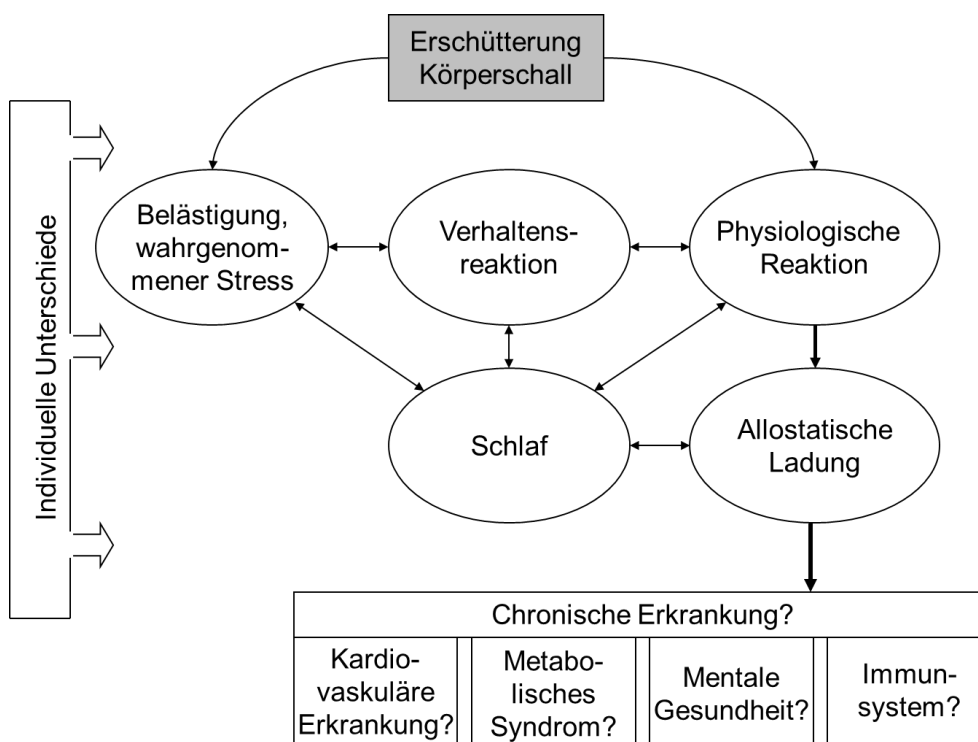 Erschütterung
Körperschall
Individuelle Unterschiede
Belästigung,
wahrgenom-
mener Stress
Verhaltens-
reaktion
Physiologische
Reaktion
Schlaf
Allostatische
Ladung
Chronische Erkrankung?
Kardio-
vaskuläre
Erkrankung?
Metabo-
lisches
Syndrom?
Mentale
Gesundheit?
Immun-
system?